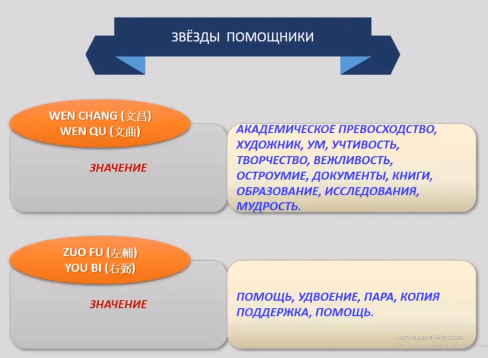 ЗВЁЗДЫ ПОМОЩНИКИ
WEN CHANG (文昌)
WEN QU (文曲)
ЗНАЧЕНИЕ
АКАДЕМИЧЕСКОЕ ПРЕВОСХОДСТВО,
ХУДОЖНИК, УМ, УЧТИВОСТЬ,
ТВОРЧЕСТВО, ВЕЖЛИВОСТЬ,
ОСТРОУМИЕ, ДОКУМЕНТЫ, КНИГИ,
ОБРАЗОВАНИЕ, ИССЛЕДОВАНИЯ,
МУДРОСТЬ.
ZUO FU (左輔)
YOU BI (右弼)
ЗНАЧЕНИЕ
ПОМОЩЬ, УДВОЕНИЕ, ПАРА, КОПИЯ
ПОДДЕРЖКА, ПОМОЩЬ.
Активация Windows